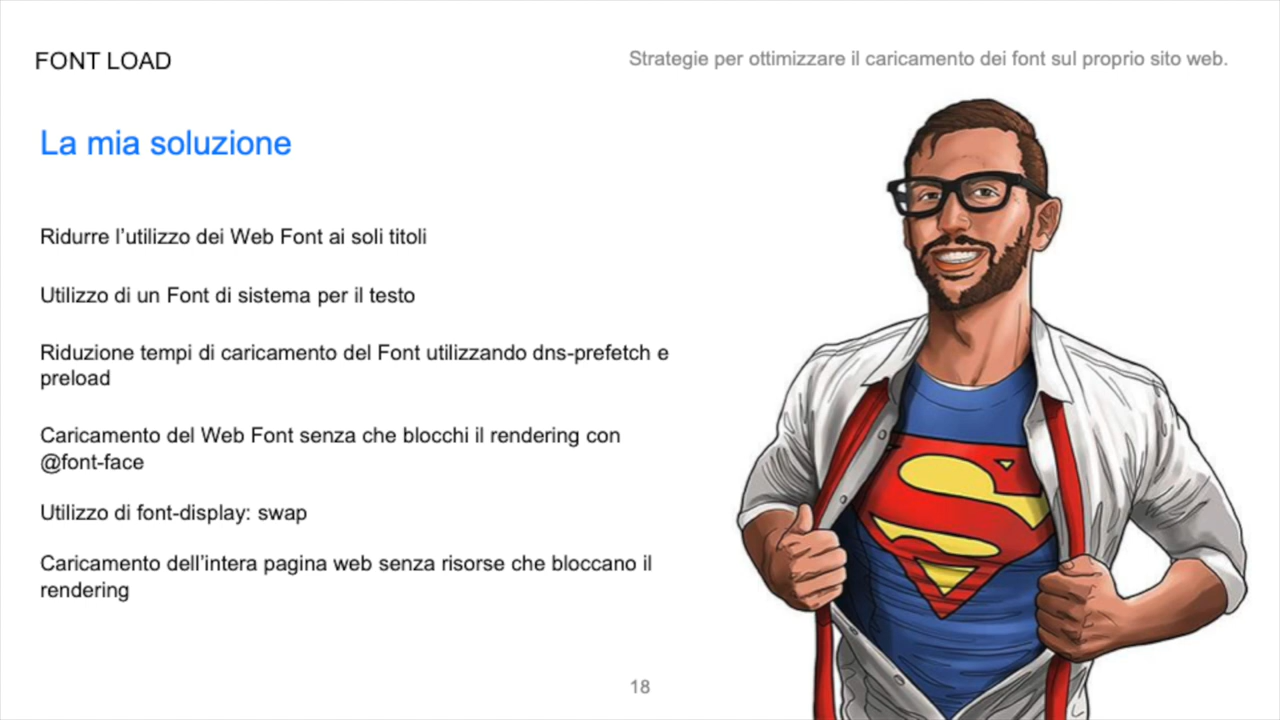 FONT LOAD
Strategie per ottimizzare il caricamento dei font sul proprio sito web.
La mia soluzione
Ridurre l’utilizzo dei Web Font ai soli titoli
Utilizzo di un Font di sistema per il testo
Riduzione tempi di caricamento del Font utilizzando dns-prefetch e
preload
Caricamento del Web Font senza che blocchi il rendering con
@font-face
Utilizzo di font-display: swap
Caricamento dell’intera pagina web senza risorse che bloccano il
rendering
18